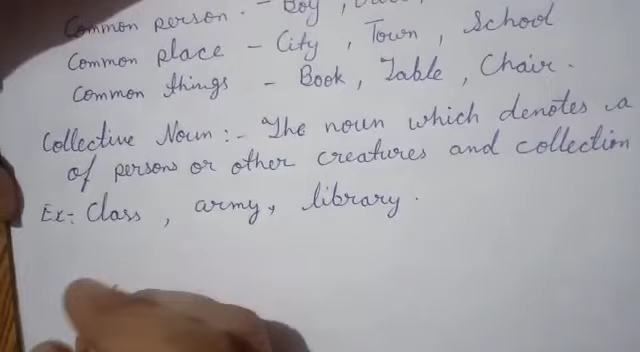 Common person. - Boy,
Common place - City, Town, School
Common things - Book, Table, Chair.
Collective Noun:- The noun which denotes a
of persons or other creatures and collection
Ex:- Class, army, library.